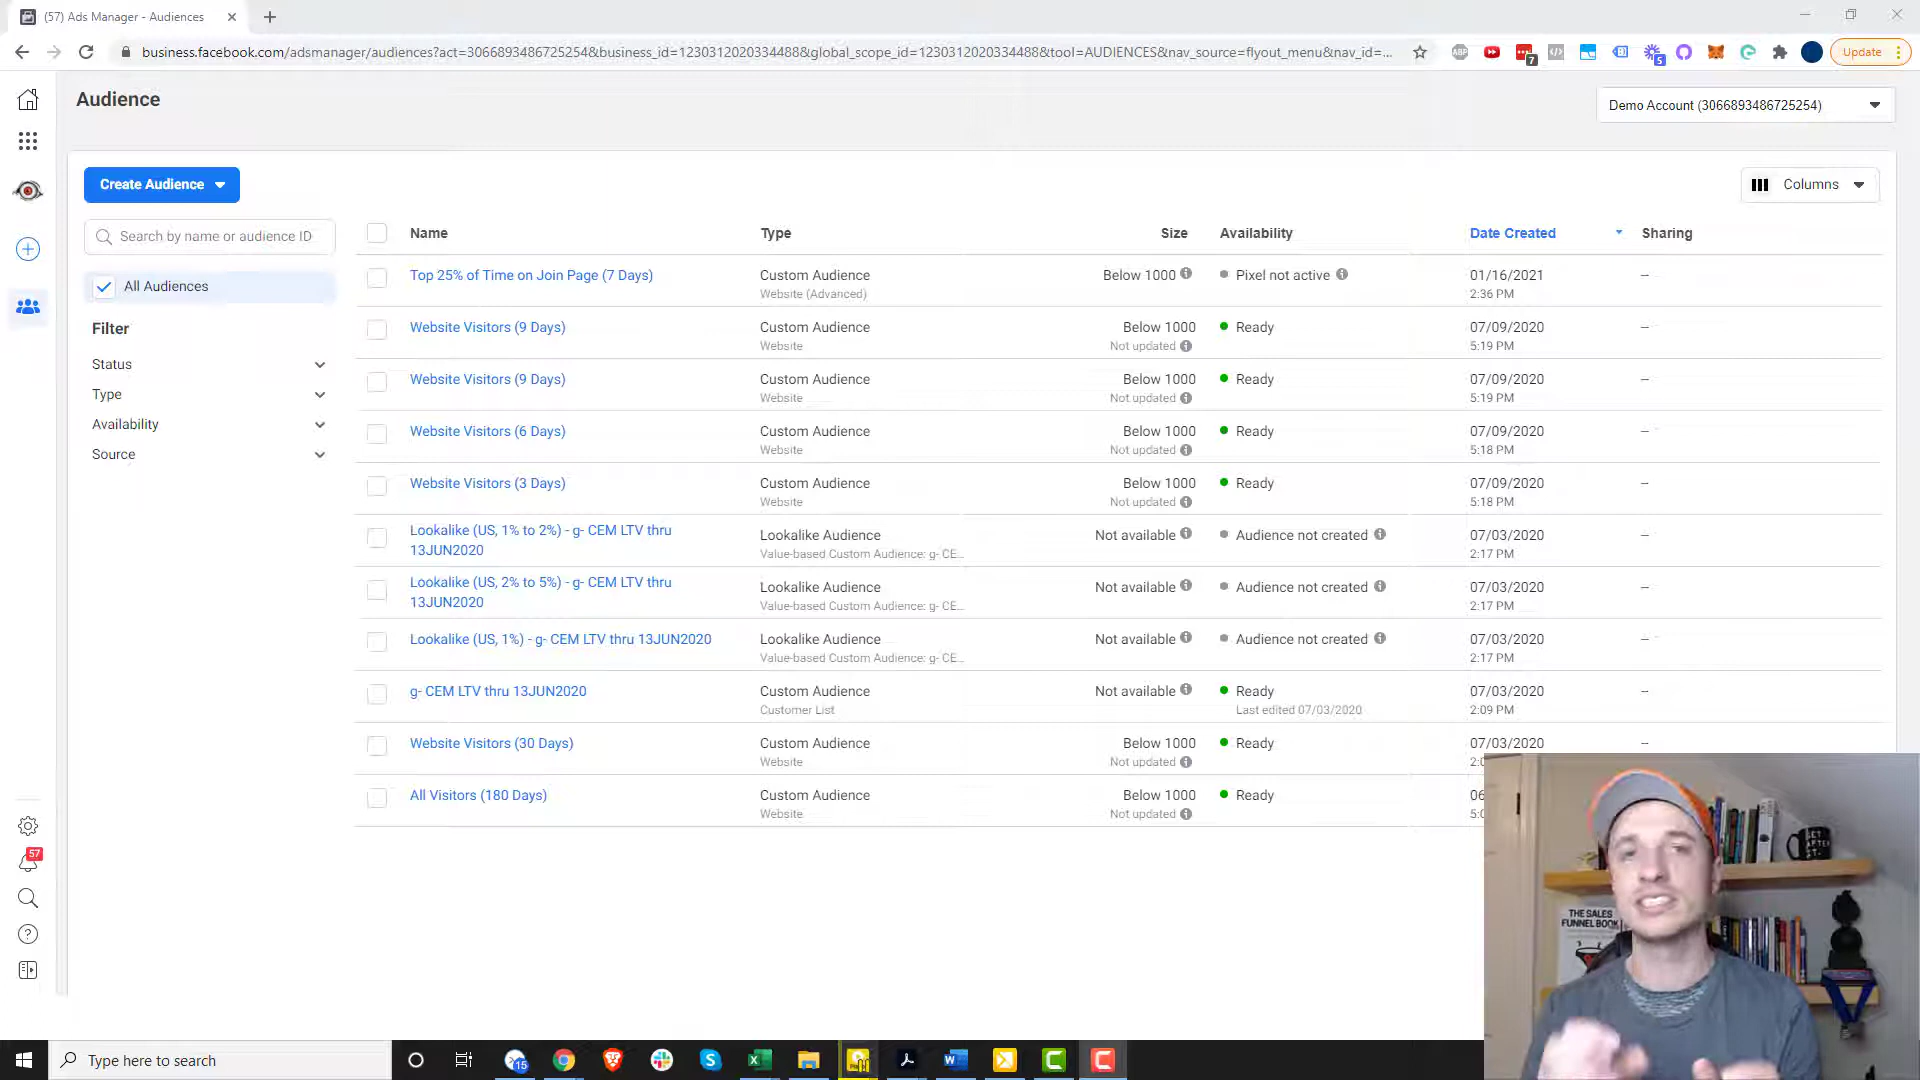 (57) Ads Manager - Audiences
business.facebook.com/adsmanager/audiences?act=3066893486725254&business_id=1230312020334488&global_scope_id=1230312020334488&tool=AUDIENCES&nav_source=flyout_menu&nav_id=...
ABP
7
5
Update
Audience
Demo Account (3066893486725254)
Create Audience
Columns
Search by name or audience ID
All Audiences
Filter
Status
Type
Availability
Source
Name Type Size Availability Date Created Sharing
Top 25% of Time on Join Page (7 Days) Custom Audience Below 1000 Pixel not active 01/16/2021 --
Website (Advanced) 2:36 PM
Website Visitors (9 Days) Custom Audience Below 1000 Ready 07/09/2020 --
Website Not updated 5:19 PM
Website Visitors (9 Days) Custom Audience Below 1000 Ready 07/09/2020 --
Website Not updated 5:19 PM
Website Visitors (6 Days) Custom Audience Below 1000 Ready 07/09/2020 --
Website Not updated 5:18 PM
Website Visitors (3 Days) Custom Audience Below 1000 Ready 07/09/2020 --
Website Not updated 5:18 PM
Lookalike (US, 1% to 2%) - g- CEM LTV thru Lookalike Audience Not available Audience not created 07/03/2020 --
13JUN2020 Value-based Custom Audience: g- CE... 2:17 PM
Lookalike (US, 2% to 5%) - g- CEM LTV thru Lookalike Audience Not available Audience not created 07/03/2020 --
13JUN2020 Value-based Custom Audience: g- CE... 2:17 PM
Lookalike (US, 1%) - g- CEM LTV thru 13JUN2020 Lookalike Audience Not available Audience not created 07/03/2020 --
Value-based Custom Audience: g- CE... 2:17 PM
g- CEM LTV thru 13JUN2020 Custom Audience Not available Ready 07/03/2020 --
Customer List Last edited 07/03/2020 2:09 PM
Website Visitors (30 Days) Custom Audience Below 1000 Ready 07/03/2020 --
Website Not updated
All Visitors (180 Days) Custom Audience Below 1000 Ready
Website Not updated
57
GET
AFTER
IT.
THE SALES
FUNNEL BOOK
Type here to search
15